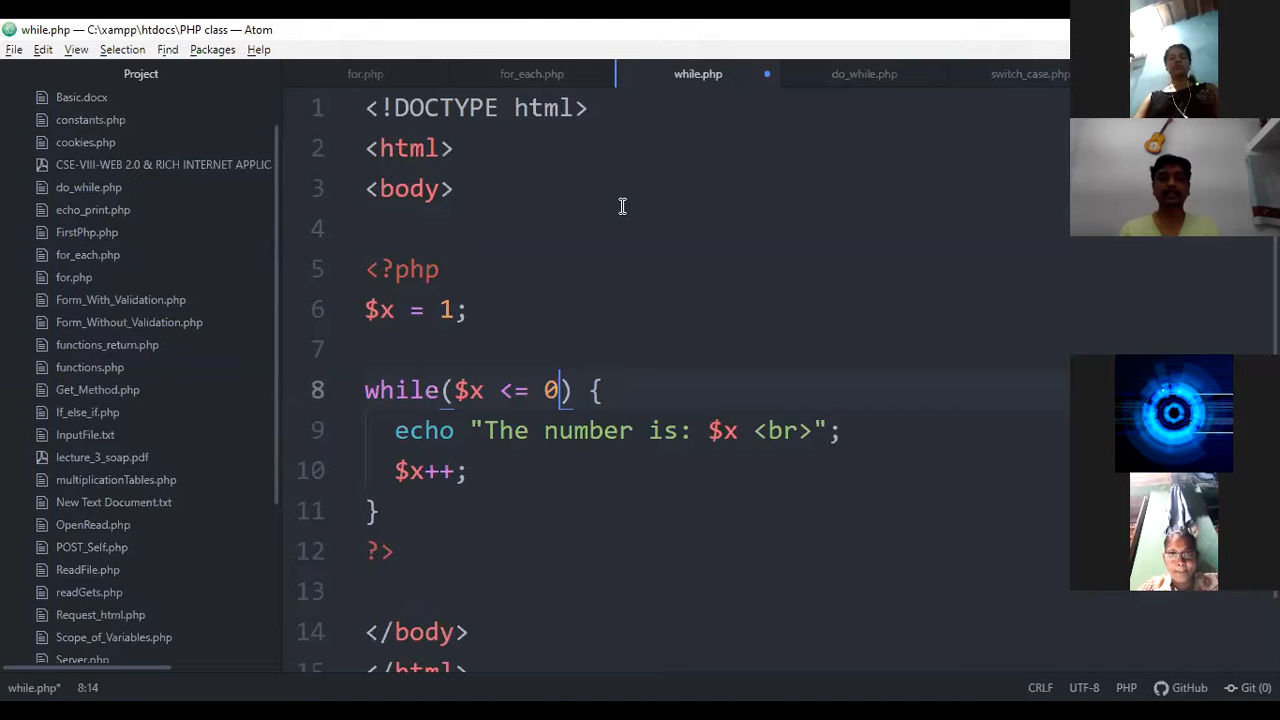 while.php — C:\xampp\htdocs\PHP class — Atom
File Edit View Selection Find Packages Help
Project
for.php for_each.php while.php do_while.php switch_case.php
Basic.docx
constants.php
cookies.php
CSE-VIII-WEB 2.0 & RICH INTERNET APPLIC
do_while.php
echo_print.php
FirstPhp.php
for_each.php
for.php
Form_With_Validation.php
Form_Without_Validation.php
functions_return.php
functions.php
Get_Method.php
If_else_if.php
InputFile.txt
lecture_3_soap.pdf
multiplicationTables.php
New Text Document.txt
OpenRead.php
POST_Self.php
ReadFile.php
readGets.php
Request_html.php
Scope_of_Variables.php
Server.php
1 <!DOCTYPE html>
2 <html>
3 <body>
4
5 <?php
6 $x = 1;
7
8 while($x <= 0) {
9 echo "The number is: $x <br>";
10 $x++;
11 }
12 ?>
13
14 </body>
15 </html>
while.php* 8:14 CRLF UTF-8 PHP GitHub Git (0)